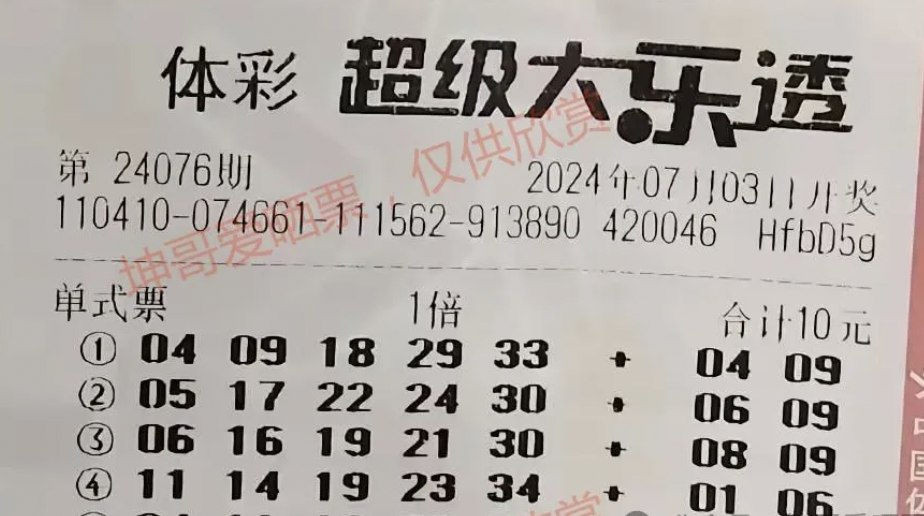 体彩 超级大乐透
第 24076期 2024年07月03日开奖
110410-074661-111562-913890 420046 HfbD5g
坤哥爱晒票，仅供欣赏
单式票 1倍 合计10元
① 04 09 18 29 33 + 04 09
② 05 17 22 24 30 + 06 09
③ 06 16 19 21 30 + 08 09
④ 11 14 19 23 34 + 01 06
中国体